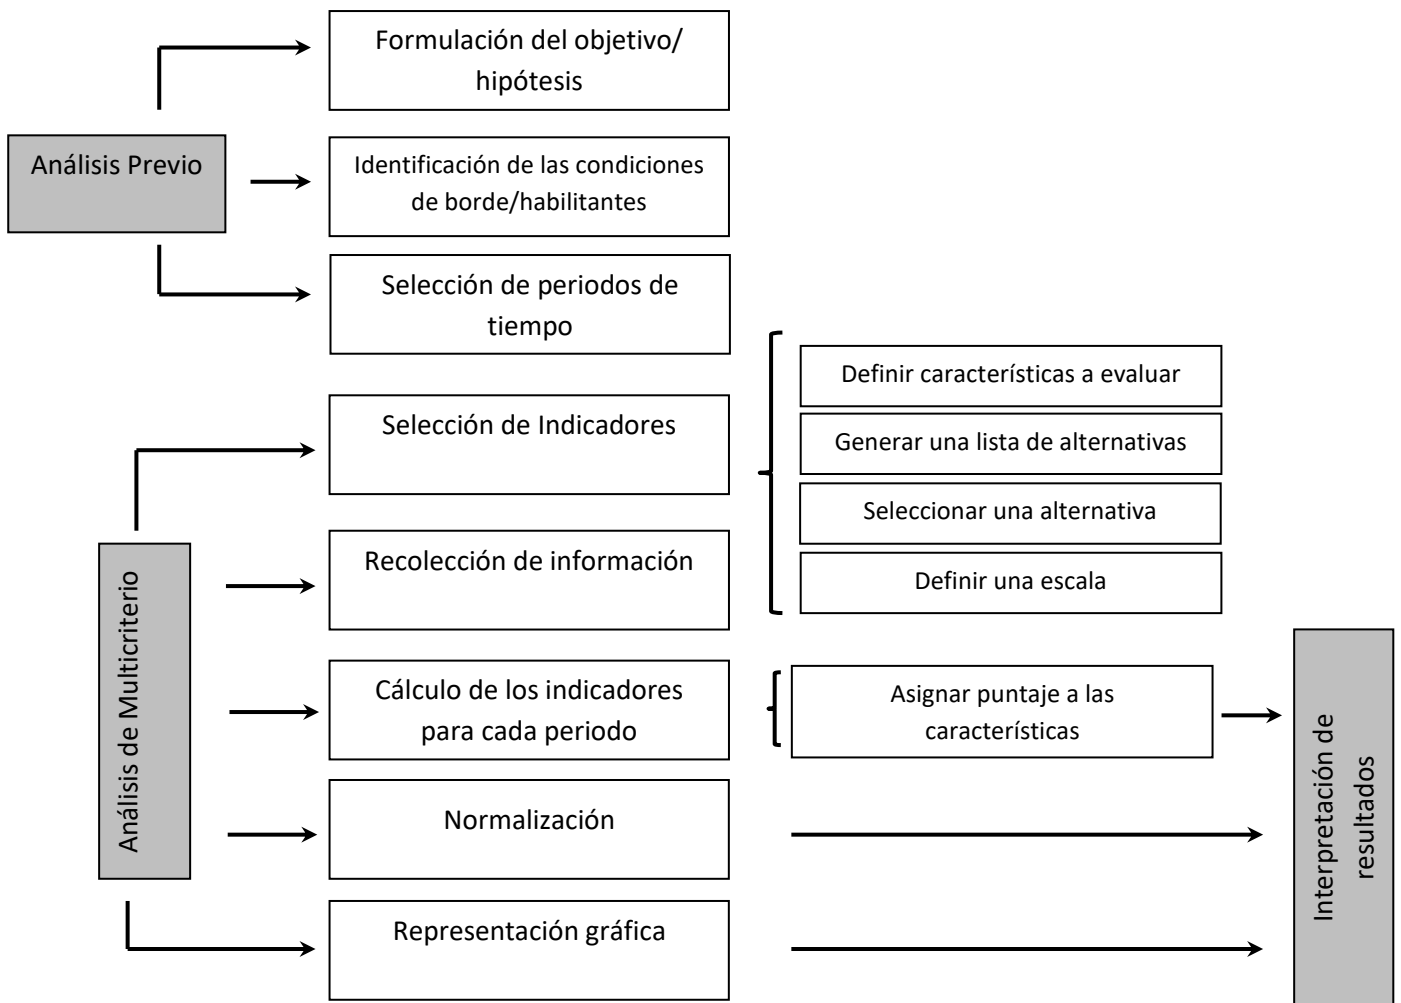 Formulación del objetivo/
hipótesis
Análisis Previo
Identificación de las condiciones
de borde/habilitantes
Selección de periodos de
tiempo
Definir características a evaluar
Selección de Indicadores
Generar una lista de alternativas
Seleccionar una alternativa
Recolección de información
Definir una escala
Análisis de Multicriterio
Cálculo de los indicadores
para cada periodo
Asignar puntaje a las
características
Normalización
Interpretación de
resultados
Representación gráfica